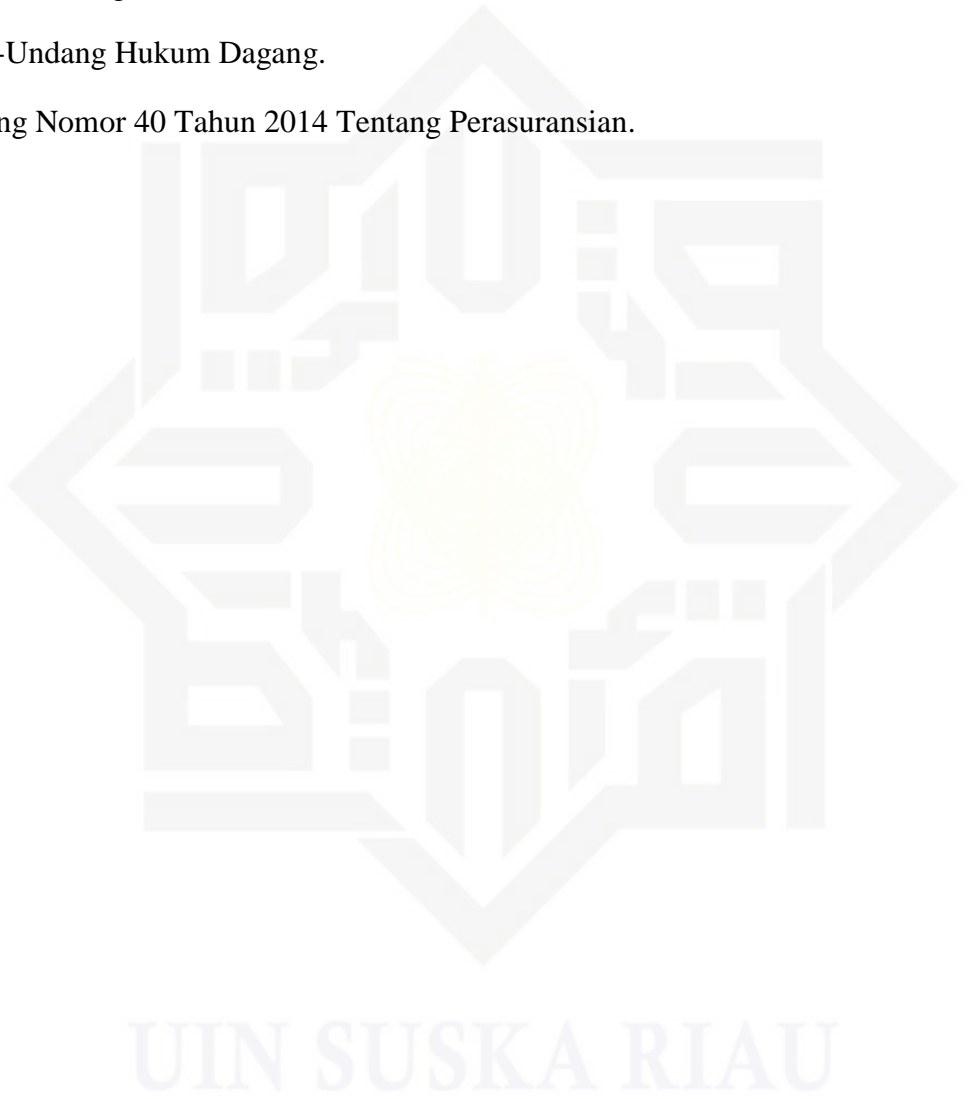 -Undang Hukum Dagang.
ng Nomor 40 Tahun 2014 Tentang Perasuransian.
UIN SUSKA RIAU